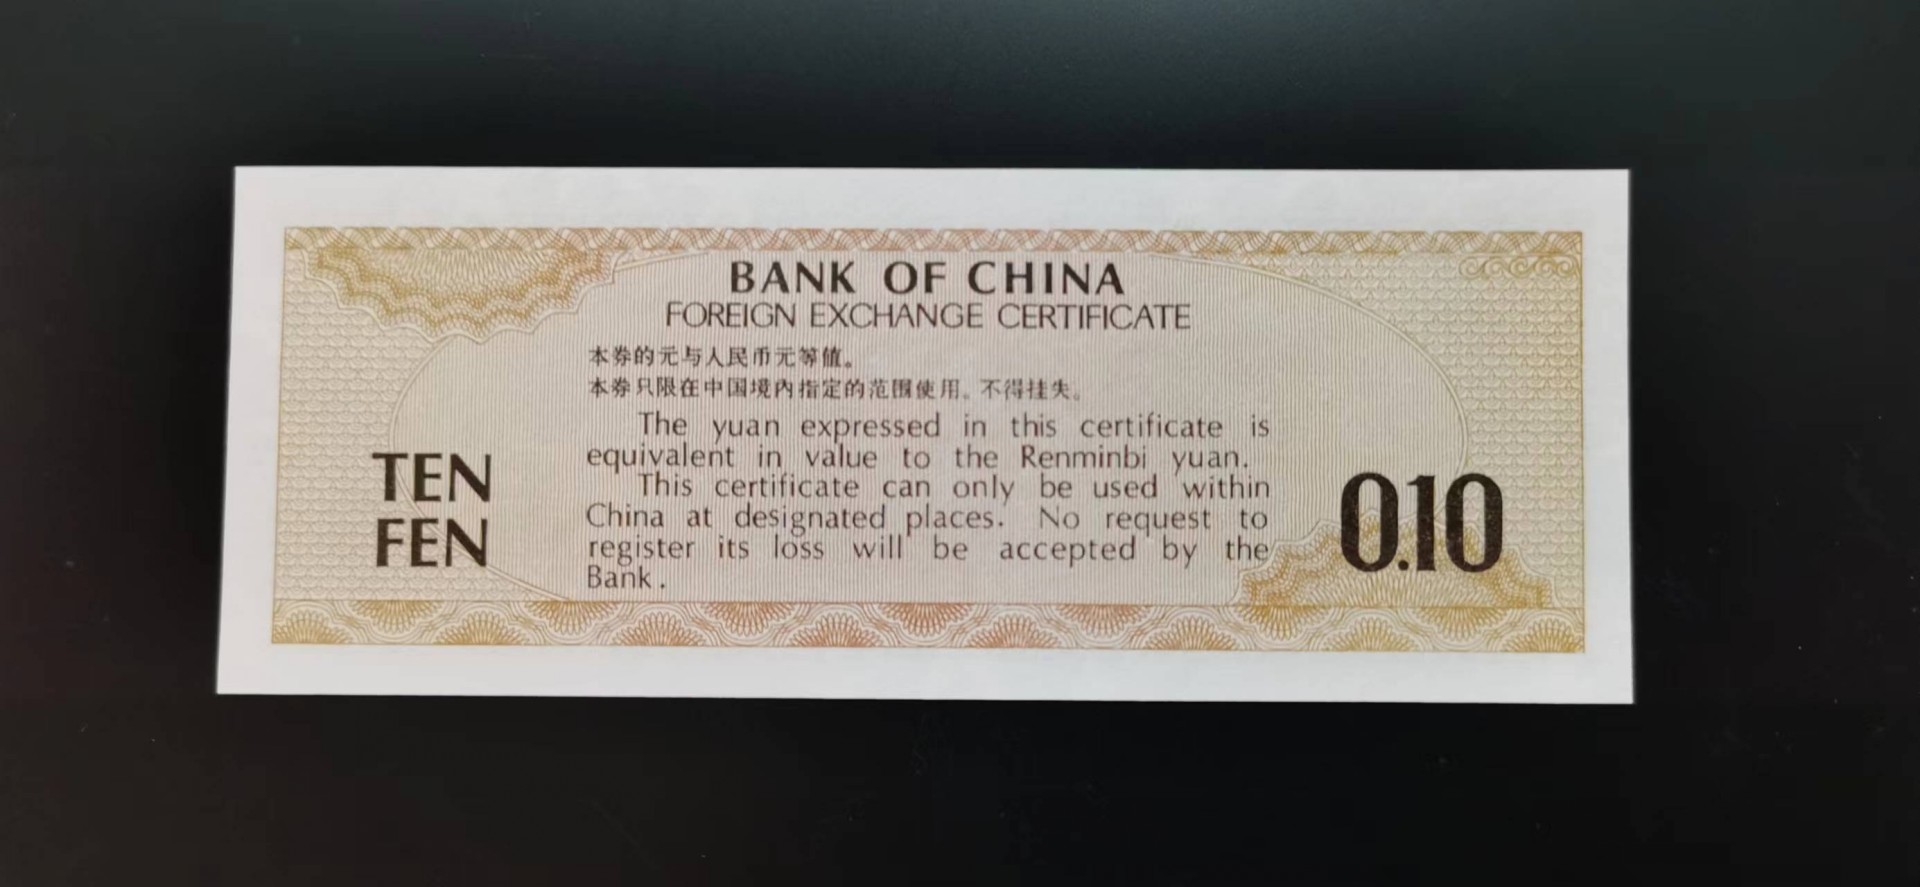 BANK OF CHINA
FOREIGN EXCHANGE CERTIFICATE
本券的元与人民币元等值。
本券只限在中国境内指定的范围使用。不得挂失。
The yuan expressed in this certificate is
equivalent in value to the Renminbi yuan.
This certificate can only be used within
China at designated places. No request to
register its loss will be accepted by the
Bank.
TEN
FEN
0.10